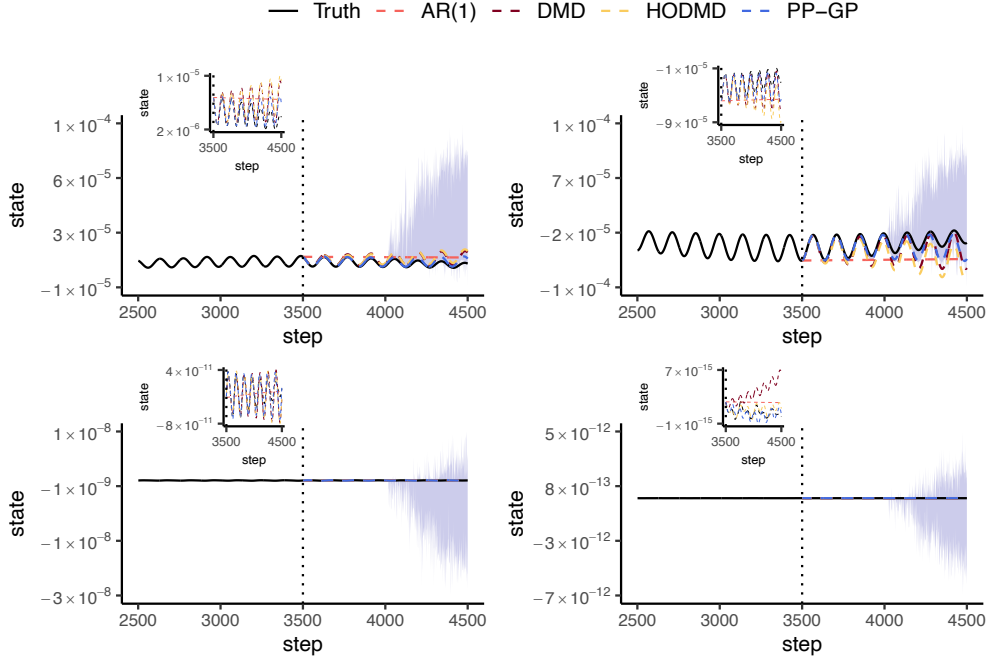 Truth AR(1) DMD HODMD PP−GP
1×10⁻⁵
2×10⁻⁶
state
3500 4500
step
1×10⁻⁴
6×10⁻⁵
3×10⁻⁵
−1×10⁻⁵
state
2500 3000 3500 4000 4500
step
−1×10⁻⁵
−9×10⁻⁵
state
3500 4500
step
1×10⁻⁴
7×10⁻⁵
−2×10⁻⁵
−1×10⁻⁴
state
2500 3000 3500 4000 4500
step
4×10⁻¹¹
−8×10⁻¹¹
state
3500 4500
step
1×10⁻⁸
−1×10⁻⁹
−1×10⁻⁸
−3×10⁻⁸
state
2500 3000 3500 4000 4500
step
7×10⁻¹⁵
−1×10⁻¹⁵
state
3500 4500
step
5×10⁻¹²
8×10⁻¹³
−3×10⁻¹²
−7×10⁻¹²
state
2500 3000 3500 4000 4500
step